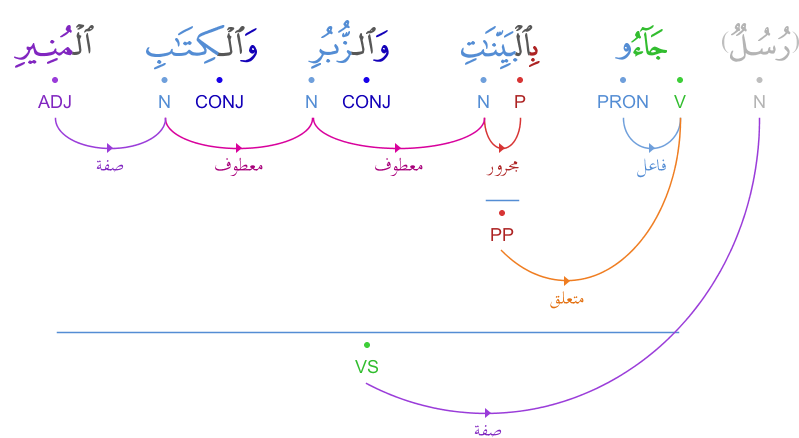 (رُسُلٌ) جَآءُو بِٱلْبَيِّنَٰتِ وَٱلزُّبُرِ وَٱلْكِتَٰبِ ٱلْمُنِيرِ
N V PRON P N CONJ N CONJ N ADJ
فاعل مجرور معطوف معطوف صفة
PP
متعلق
VS
صفة